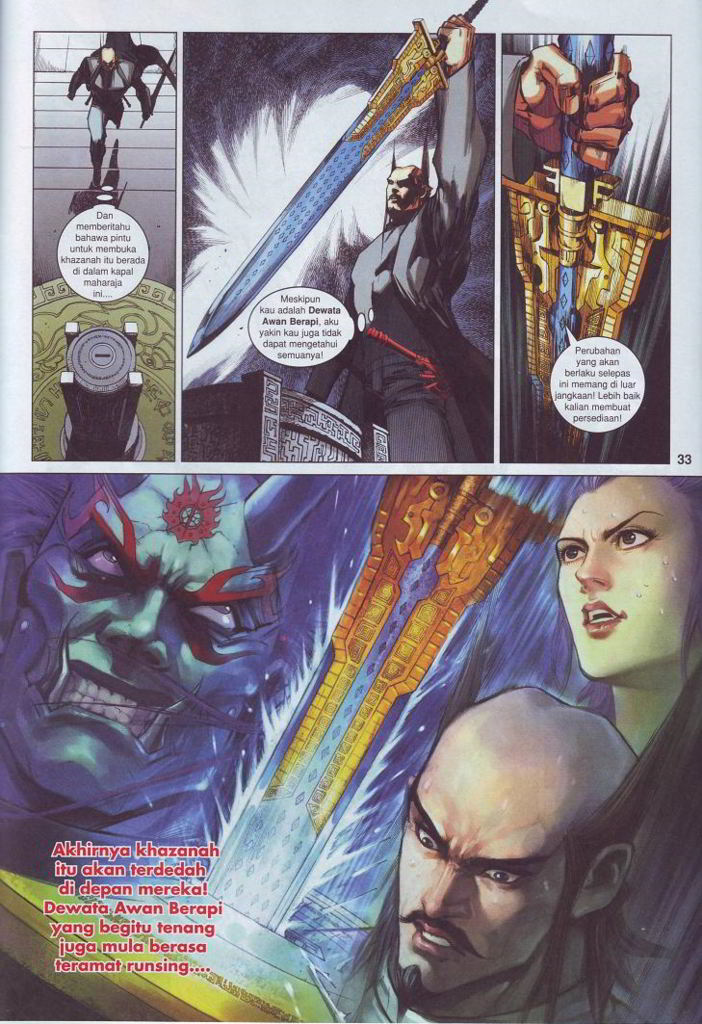 Dan
memberitahu
bahawa pintu
untuk membuka
khazanah itu berada
di dalam kapal
maharaja
ini....
Meskipun
kau adalah Dewata
Awan Berapi, aku
yakin kau juga tidak
dapat mengetahui
semuanya!
Perubahan
yang akan
berlaku selepas
ini memang di luar
jangkaan! Lebih baik
kalian membuat
persediaan!
33
Akhirnya khazanah
itu akan terdedah
di depan mereka!
Dewata Awan Berapi
yang begitu tenang
juga mula berasa
teramat runsing....